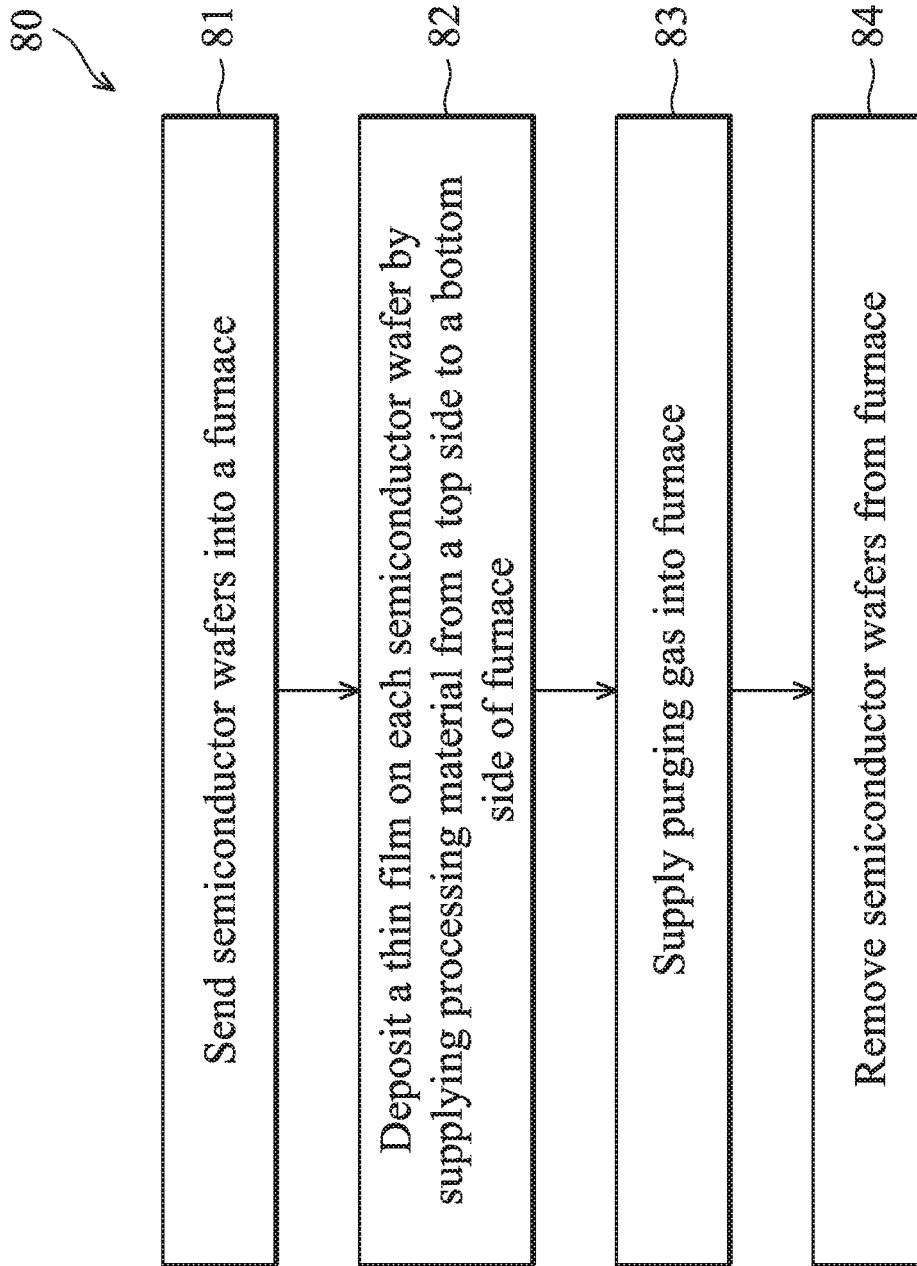 80
Send semiconductor wafers into a furnace
81
Deposit a thin film on each semiconductor wafer by
supplying processing material from a top side to a bottom
side of furnace
82
Supply purging gas into furnace
83
Remove semiconductor wafers from furnace
84